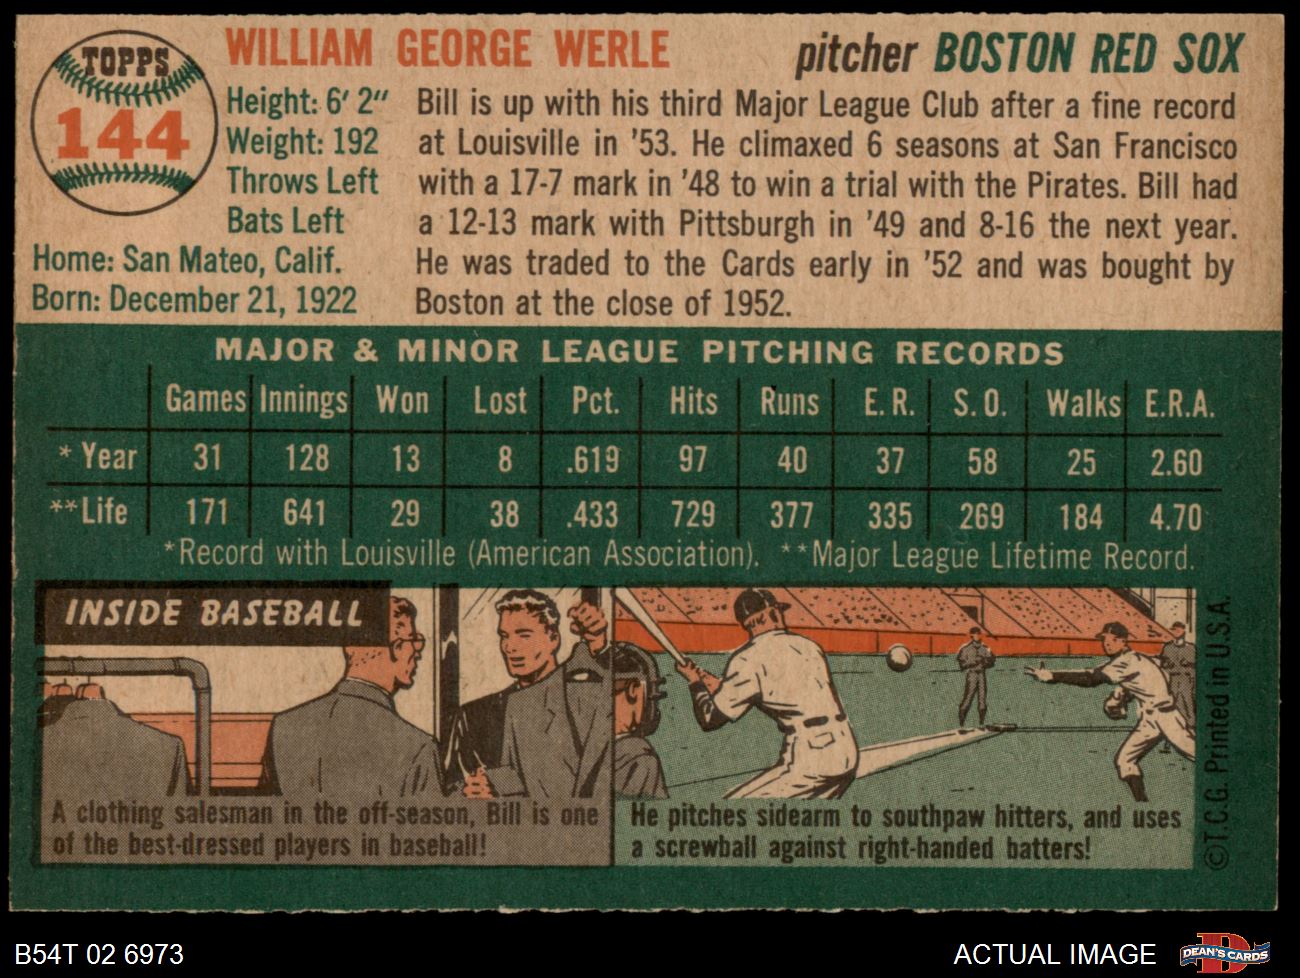 TOPPS
144
WILLIAM GEORGE WERLE
pitcher BOSTON RED SOX
Height: 6' 2"
Weight: 192
Throws Left
Bats Left
Home: San Mateo, Calif.
Born: December 21, 1922
Bill is up with his third Major League Club after a fine record
at Louisville in '53. He climaxed 6 seasons at San Francisco
with a 17-7 mark in '48 to win a trial with the Pirates. Bill had
a 12-13 mark with Pittsburgh in '49 and 8-16 the next year.
He was traded to the Cards early in '52 and was bought by
Boston at the close of 1952.
MAJOR & MINOR LEAGUE PITCHING RECORDS
Games Innings Won Lost Pct. Hits Runs E.R. S.O. Walks E.R.A.
*Year 31 128 13 8 .619 97 40 37 58 25 2.60
**Life 171 641 29 38 .433 729 377 335 269 184 4.70
*Record with Louisville (American Association). **Major League Lifetime Record.
INSIDE BASEBALL
A clothing salesman in the off-season, Bill is one
of the best-dressed players in baseball!
He pitches sidearm to southpaw hitters, and uses
a screwball against right-handed batters!
©T.C.G. Printed in U.S.A.
B54T 02 6973
ACTUAL IMAGE
D
DEAN'S CARDS